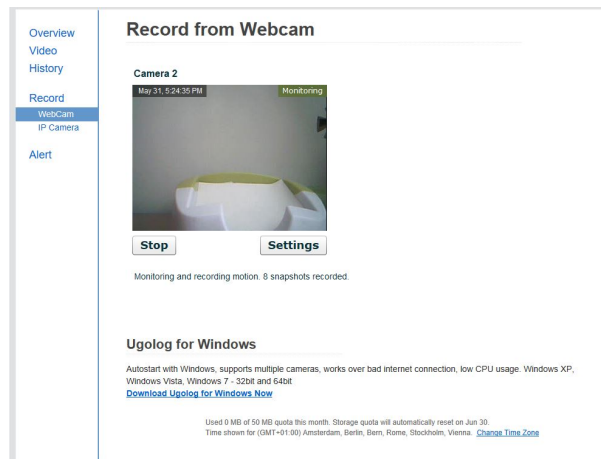 Overview
Video
History
Record
WebCam
IP Camera
Alert
Record from Webcam
Camera 2
May 31, 5:24:35 PM Monitoring
Stop Settings
Monitoring and recording motion. 8 snapshots recorded.
Ugolog for Windows
Autostart with Windows, supports multiple cameras, works over bad internet connection, low CPU usage. Windows XP,
Windows Vista, Windows 7 - 32bit and 64bit
Download Ugolog for Windows Now
Used 0 MB of 50 MB quota this month. Storage quota will automatically reset on Jun 30.
Time shown for (GMT+01:00) Amsterdam, Berlin, Bern, Rome, Stockholm, Vienna. Change Time Zone